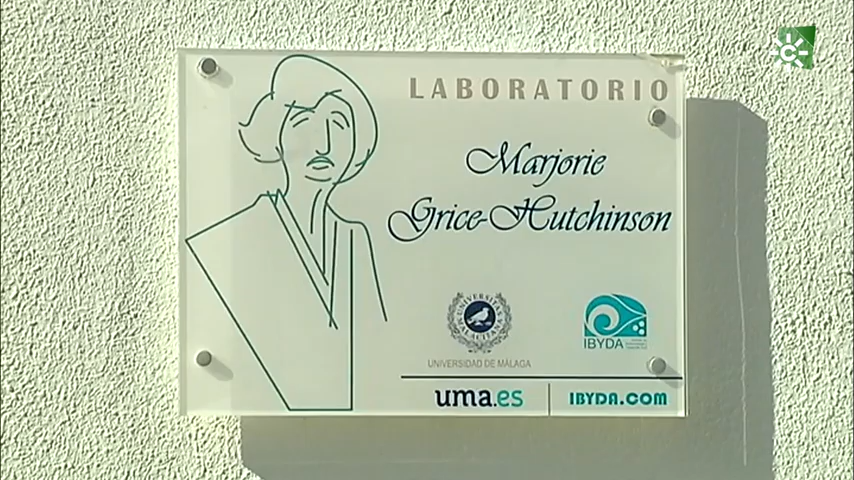 LABORATORIO
Marjorie
Grice-Hutchinson
UNIVERSIDAD DE MÁLAGA
IBYDA
uma.es
IBYDA.COM